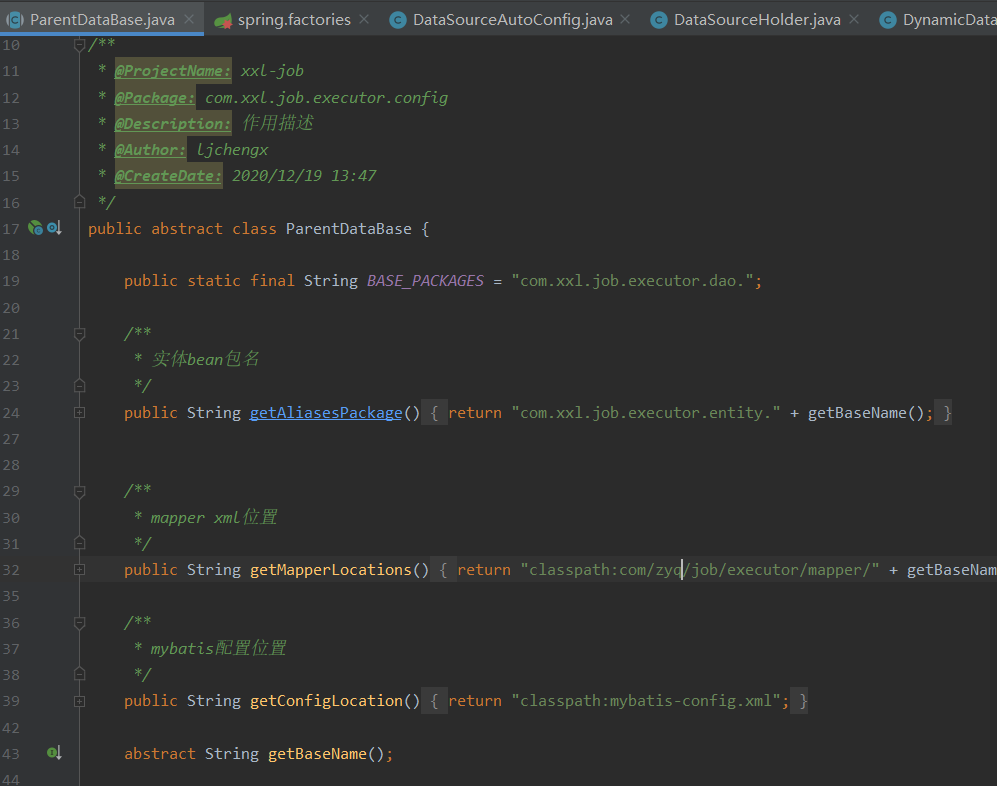 ParentDataBase.java × spring.factories × DataSourceAutoConfig.java × DataSourceHolder.java × DynamicData
10 /**
11 * @ProjectName: xxl-job
12 * @Package: com.xxl.job.executor.config
13 * @Description: 作用描述
14 * @Author: ljchengx
15 * @CreateDate: 2020/12/19 13:47
16 */
17 public abstract class ParentDataBase {
18
19 public static final String BASE_PACKAGES = "com.xxl.job.executor.dao.";
20
21 /**
22 * 实体bean包名
23 */
24 public String getAliasesPackage() { return "com.xxl.job.executor.entity." + getBaseName(); }
27
28
29 /**
30 * mapper xml位置
31 */
32 public String getMapperLocations() { return "classpath:com/zyq/job/executor/mapper/" + getBaseNam
35
36 /**
37 * mybatis配置位置
38 */
39 public String getConfigLocation() { return "classpath:mybatis-config.xml"; }
42
43 abstract String getBaseName();
44